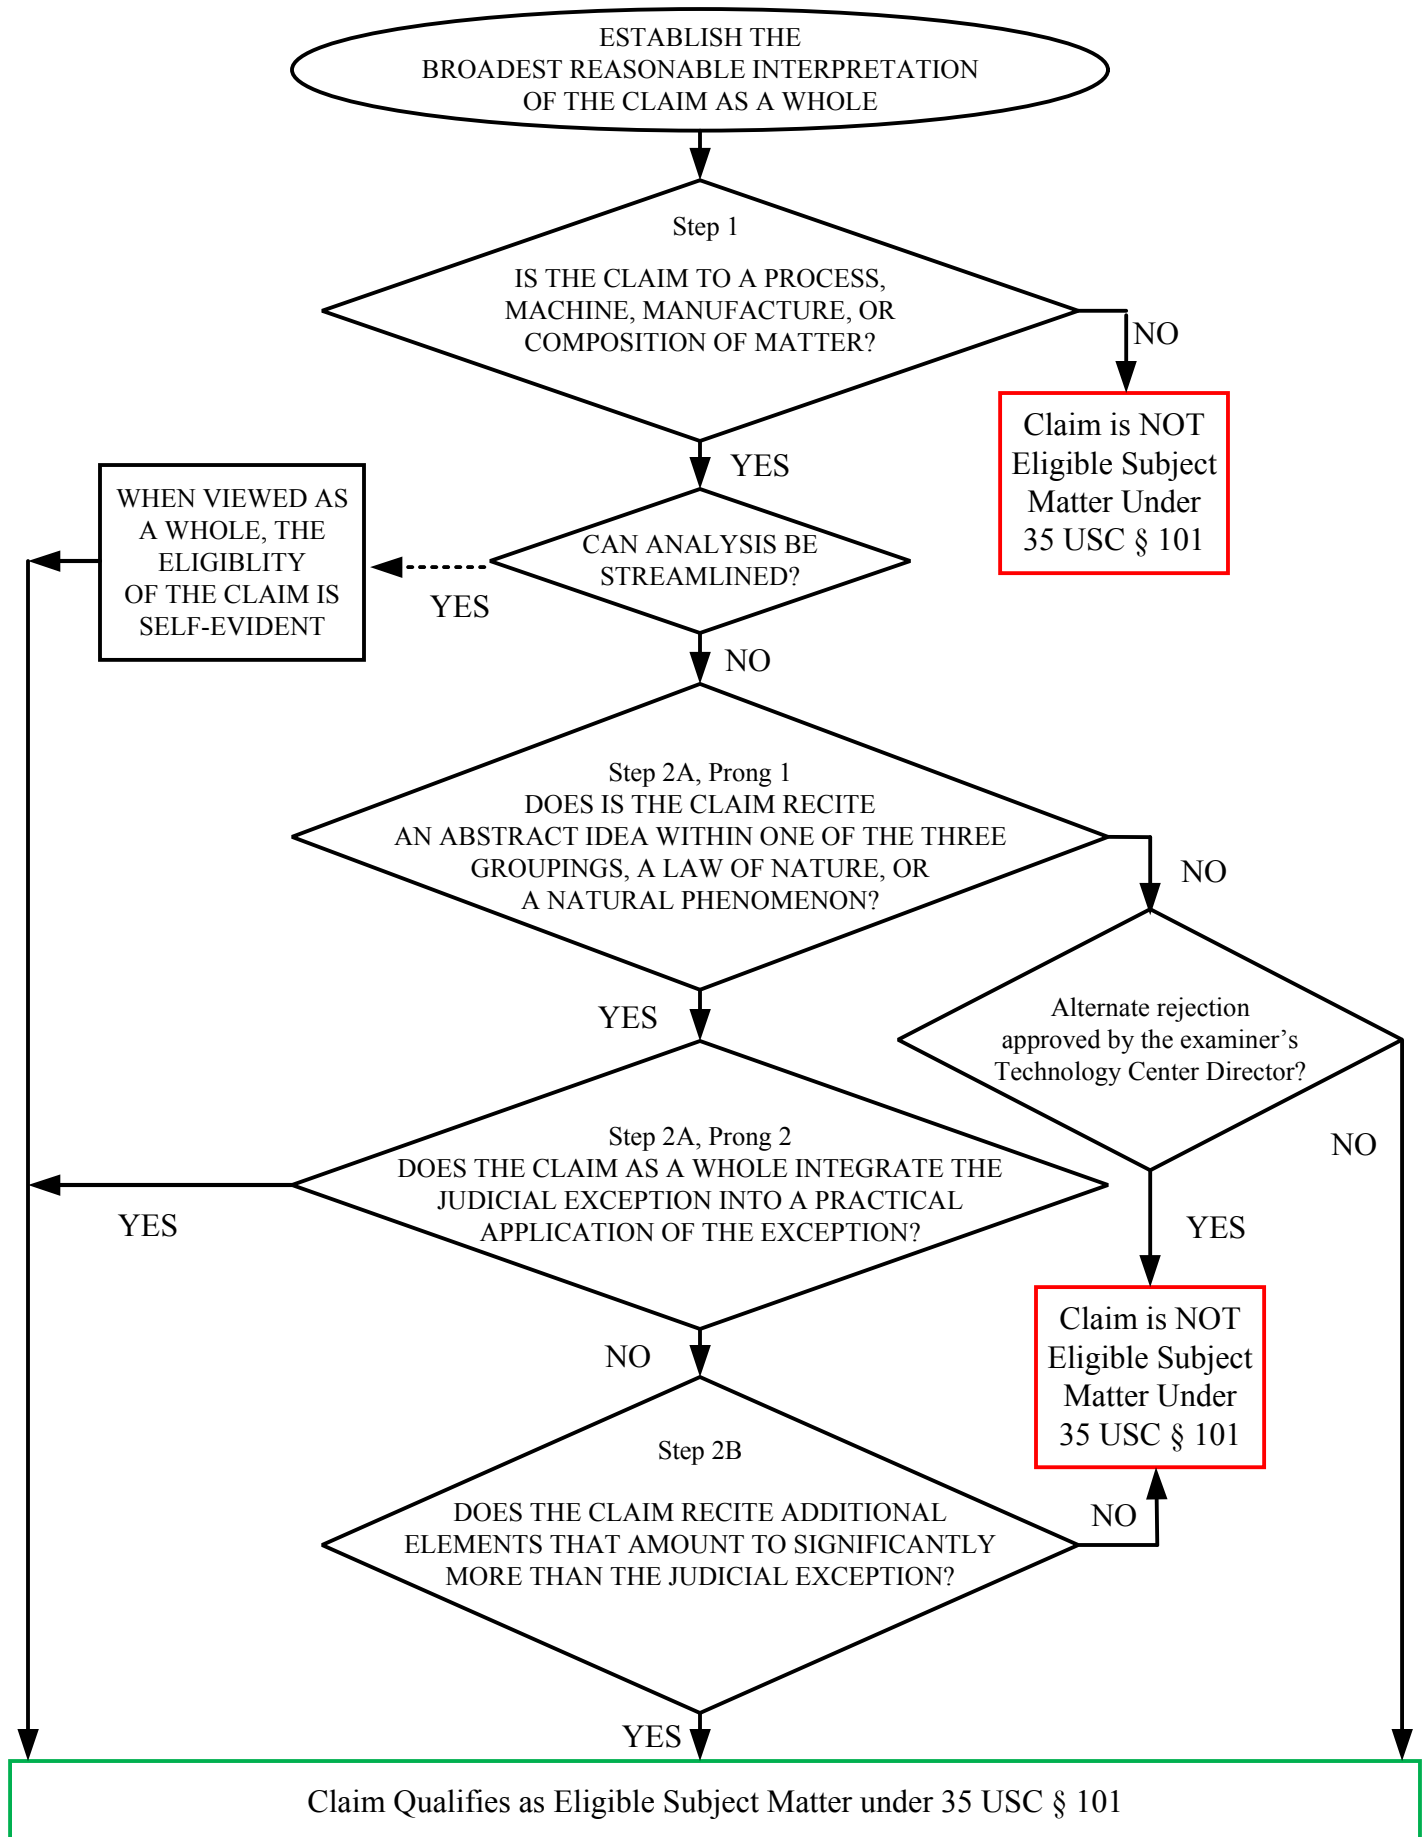 ESTABLISH THE
BROADEST REASONABLE INTERPRETATION
OF THE CLAIM AS A WHOLE
Step 1
IS THE CLAIM TO A PROCESS,
MACHINE, MANUFACTURE, OR
COMPOSITION OF MATTER?
NO
Claim is NOT
Eligible Subject
Matter Under
35 USC § 101
YES
WHEN VIEWED AS
A WHOLE, THE
ELIGIBLITY
OF THE CLAIM IS
SELF-EVIDENT
CAN ANALYSIS BE
STREAMLINED?
YES
NO
Step 2A, Prong 1
DOES IS THE CLAIM RECITE
AN ABSTRACT IDEA WITHIN ONE OF THE THREE
GROUPINGS, A LAW OF NATURE, OR
A NATURAL PHENOMENON?
NO
Alternate rejection
approved by the examiner’s
Technology Center Director?
NO
YES
YES
Step 2A, Prong 2
DOES THE CLAIM AS A WHOLE INTEGRATE THE
JUDICIAL EXCEPTION INTO A PRACTICAL
APPLICATION OF THE EXCEPTION?
YES
Claim is NOT
Eligible Subject
Matter Under
35 USC § 101
NO
Step 2B
DOES THE CLAIM RECITE ADDITIONAL
ELEMENTS THAT AMOUNT TO SIGNIFICANTLY
MORE THAN THE JUDICIAL EXCEPTION?
NO
YES
Claim Qualifies as Eligible Subject Matter under 35 USC § 101